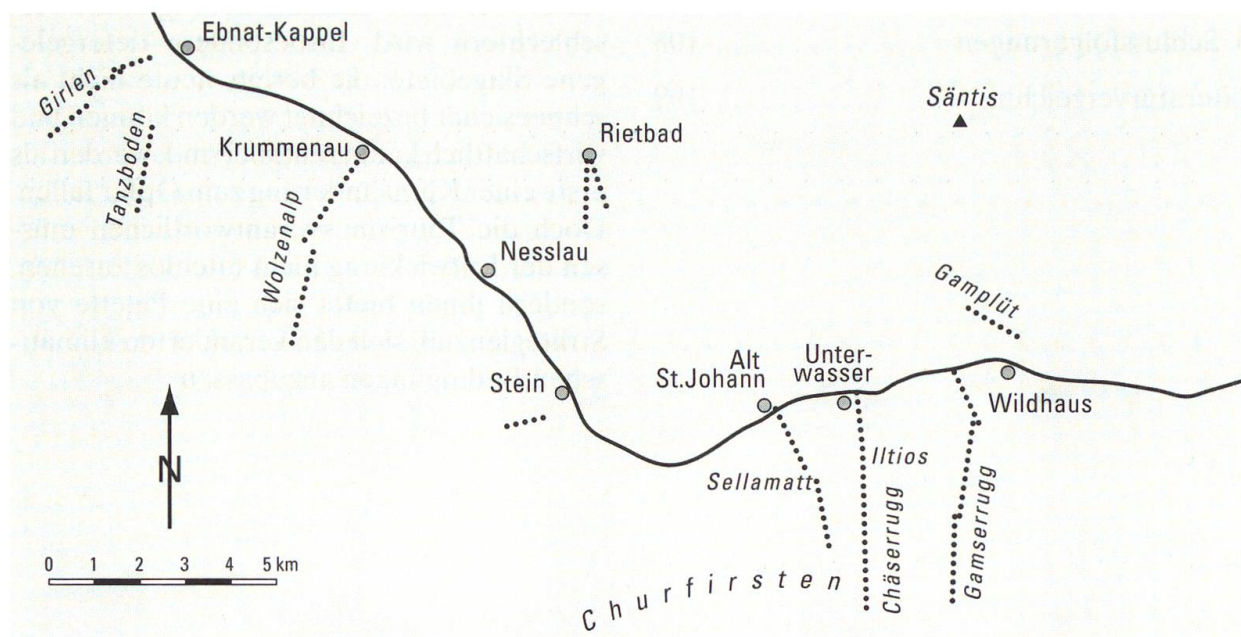 Ebnat-Kappel
Girlen
Tanzboden
Krummenau
Wolzenalp
Rietbad
Säntis
Nesslau
Gamplüt
Stein
Alt
St.Johann
Unter-
wasser
Wildhaus
Sellamatt
Iltios
Chäserrugg
Gamserrugg
Churfirsten
N
0 1 2 3 4 5 km